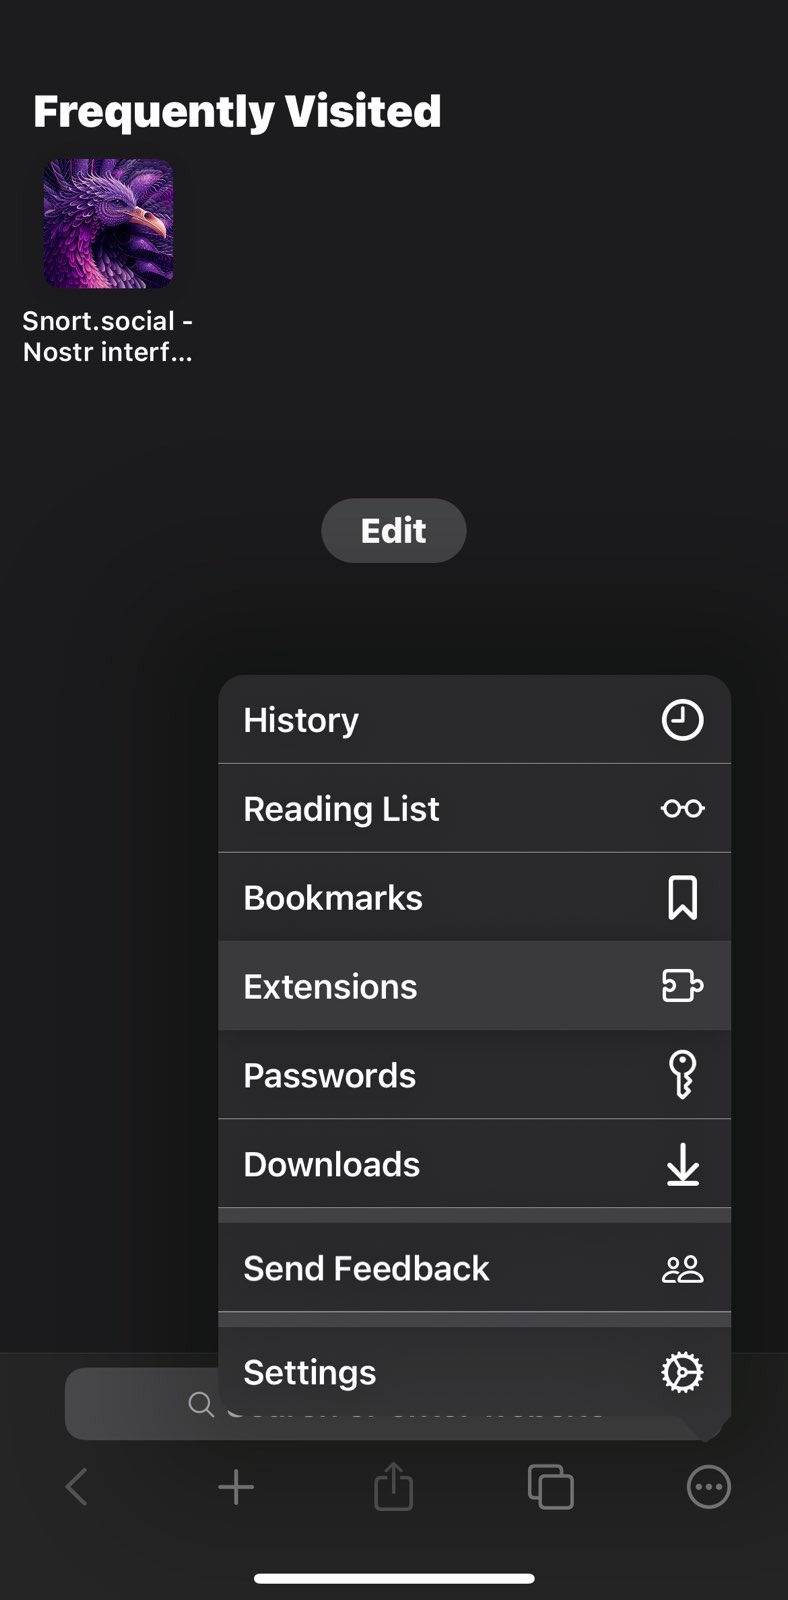 Frequently Visited
Snort.social -
Nostr interf...
Edit
History
Reading List
Bookmarks
Extensions
Passwords
Downloads
Send Feedback
Settings